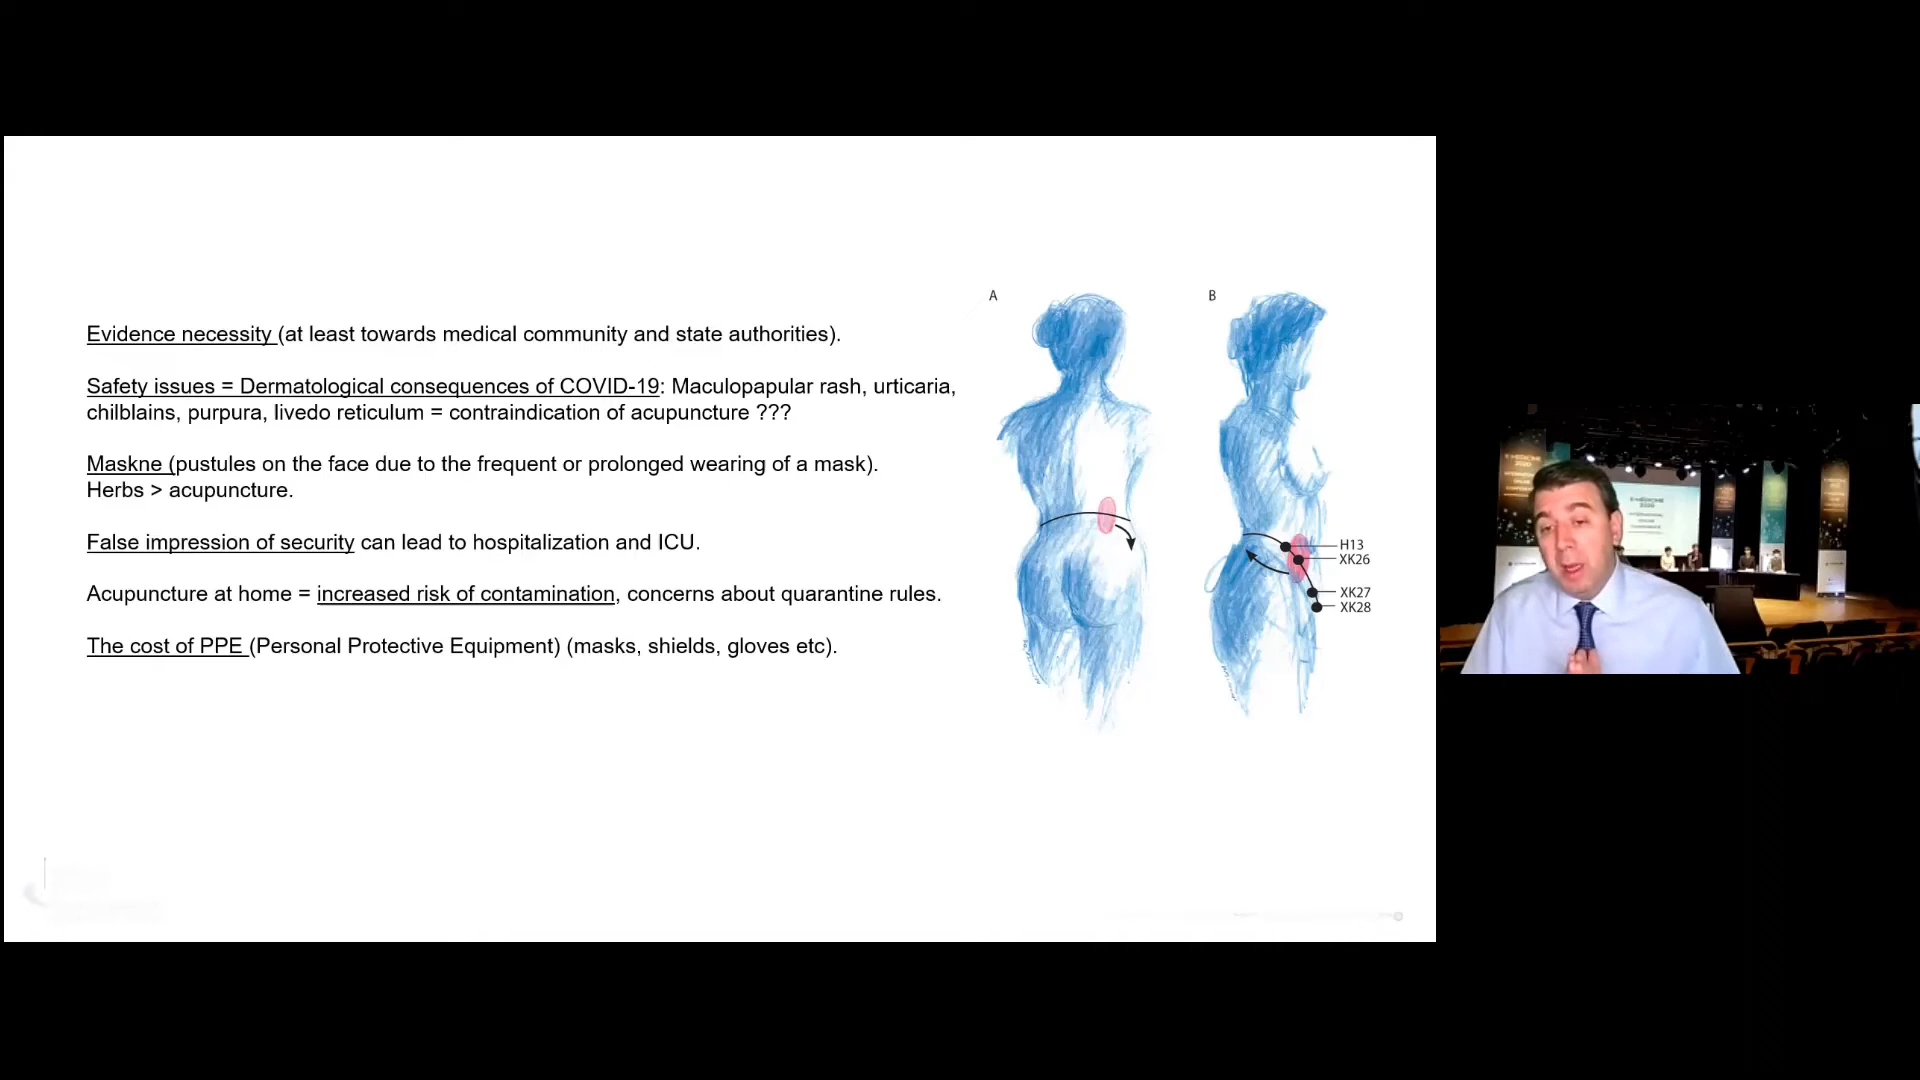 Evidence necessity (at least towards medical community and state authorities).
Safety issues = Dermatological consequences of COVID-19: Maculopapular rash, urticaria,
chilblains, purpura, livedo reticulum = contraindication of acupuncture ???
Maskne (pustules on the face due to the frequent or prolonged wearing of a mask).
Herbs > acupuncture.
False impression of security can lead to hospitalization and ICU.
Acupuncture at home = increased risk of contamination, concerns about quarantine rules.
The cost of PPE (Personal Protective Equipment) (masks, shields, gloves etc).
A
B
H13
XK26
XK27
XK28